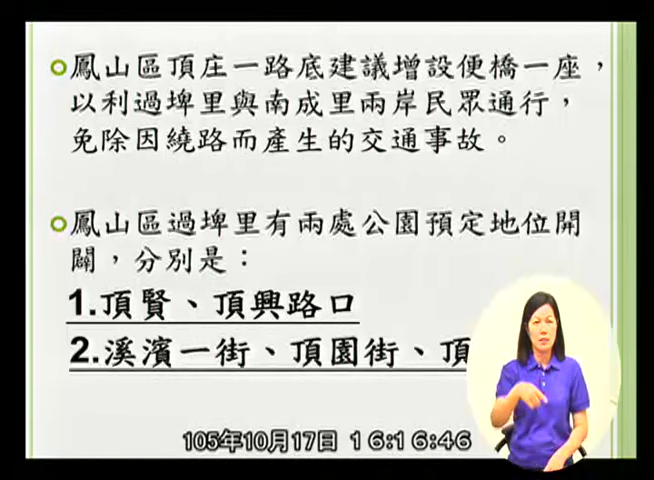 鳳山區頂庄一路底建議增設便橋一座，
以利過埤里與南成里兩岸民眾通行，
免除因繞路而產生的交通事故。
鳳山區過埤里有兩處公園預定地位開
闢，分別是：
1.頂賢、頂興路口
2.溪濱一街、頂園街、頂
105年10月17日 16:16:46